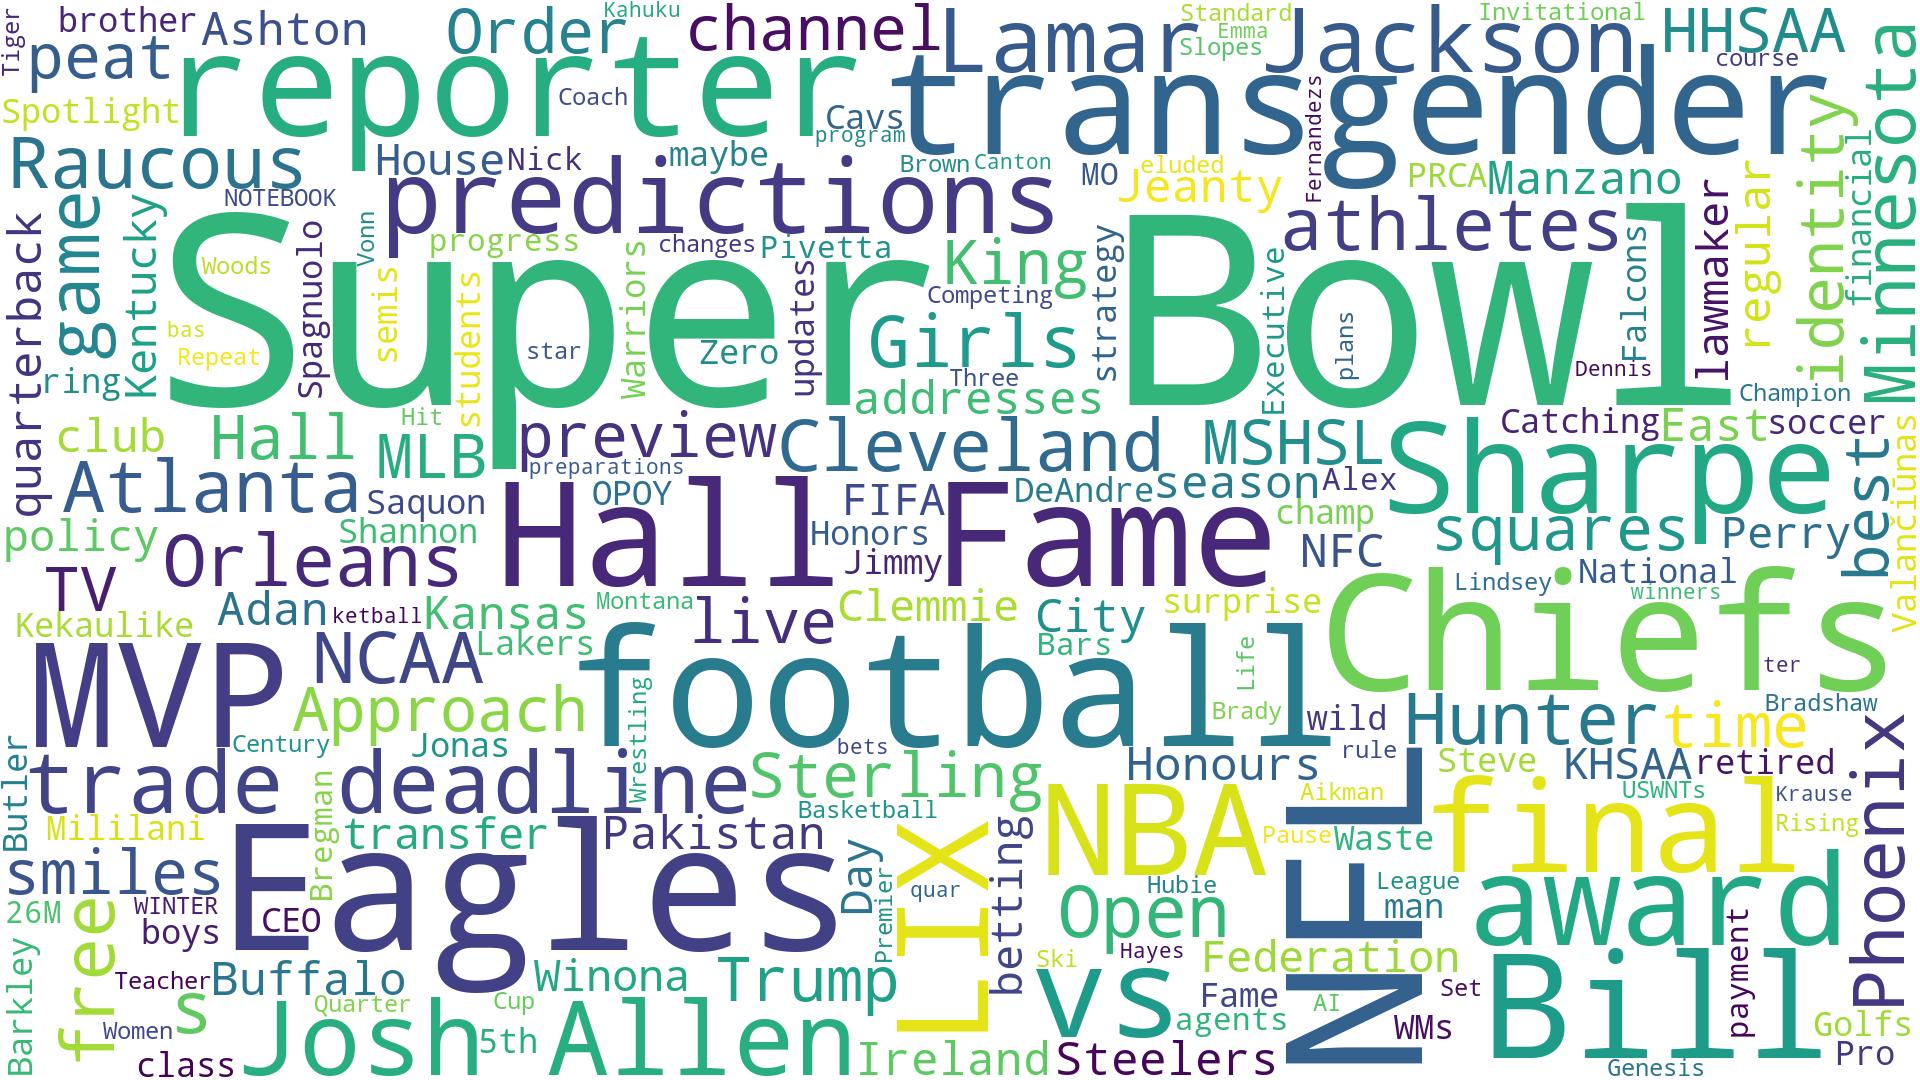 Tiger
brother
Ashton
Order
Kahuku
channel
Lamar
Standard
Emma
Slopes
Jackson
Invitational
HHSAA
course
Minnesota
peat
reporter
Coach
Cavs
program
transgender
Spotlight
Raucous
House
Nick
maybe
Brown
Canton
MO
eluded
Jeanty
Fernandezs
PRCA
Manzano
lawmaker
regular
identity
financial
NOTEBOOK
predictions
athletes
quarterback
game
Kentucky
Vonn
progress
changes
Pivetta
King
strategy
Executive
Falcons
Woods
Spagnuolo
semis
students
Warriors
updates
Competing
Super Bowl
bas
Repeat
star
Zero
Girls
plans
Dennis
ring
Three
Champion
addresses
club
Hall
Hit
MLB
preview
Cleveland
MSHSL
Catching
East
soccer
Sharpe
best
Valančiūnas
preparations
Atlanta
Saquon
OPOY
FIFA
DeAndre
season
Alex
policy
Shannon
Hall Fame
Honors
champ
squares
Perry
Orleans
Jimmy
NFC
TV
Lindsey
National
winners
Kekaulike
Adan
ketball
Kansas
Montana
live
Clemmie
City
surprise
Chiefs
Lakers
Bars
Life
MVP
NCAA
football
ter
Approach
Wrestling
Brady
wild
Hunter
time
Bradshaw
Century
Jonas
bets
rule
Butler
trade deadline
Sterling
Honours
Steve
KHSAA
retired
Phoenix
Basketball
NBA
NFL
Aikman
final
USWNTs
Krause
Rising
Mililani
Bregman
transfer
Pakistan
Day
LIX
betting
Pause
Waste
smiles
Eagles
Premier
quar
Hubie
League
man
award
26M
WINTER
boys
CEO
Open
free
Barkley
Hayes
Federation
payment
Teacher
Buffalo
Winona
Trump
Ski
vs
Fame
AI
Set
Bill
Women
s
Quarter
Cup
agents
WMs
Golfs
class
Josh Allen
5th
Ireland
Steelers
Genesis
Pro